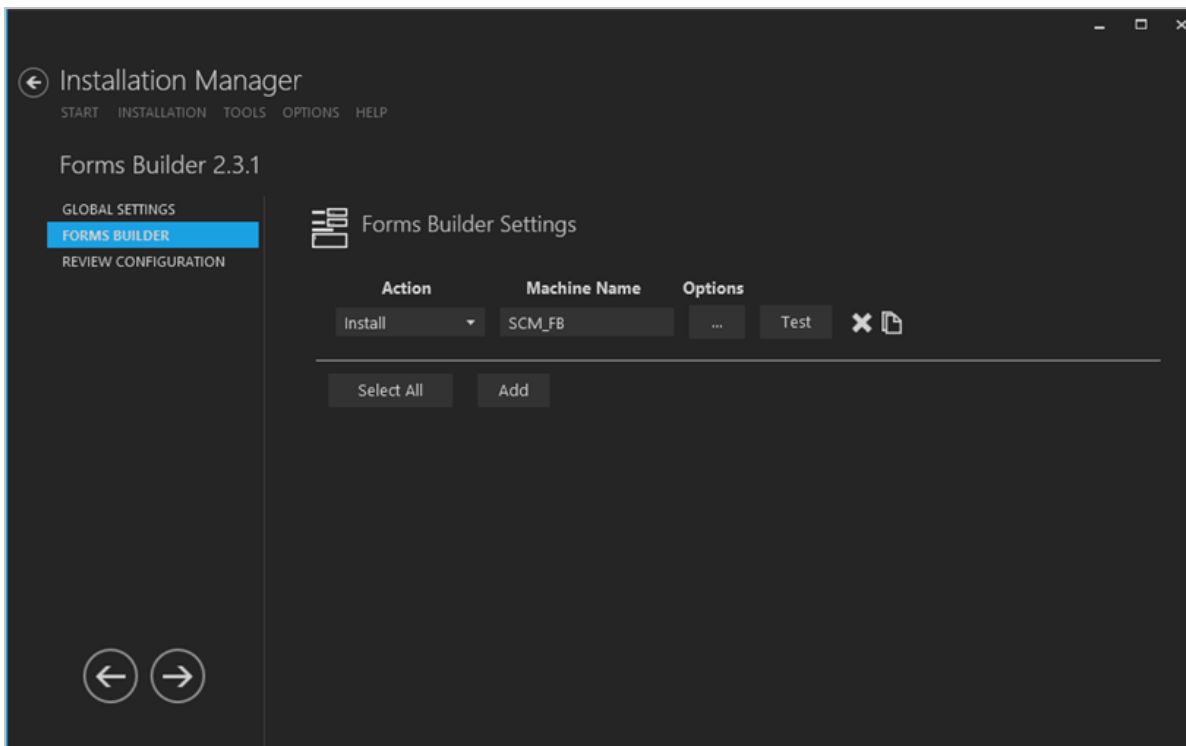 Installation Manager
START INSTALLATION TOOLS OPTIONS HELP
Forms Builder 2.3.1
GLOBAL SETTINGS
FORMS BUILDER
REVIEW CONFIGURATION
Forms Builder Settings
Action Machine Name Options
Install SCM_FB ... Test
Select All Add